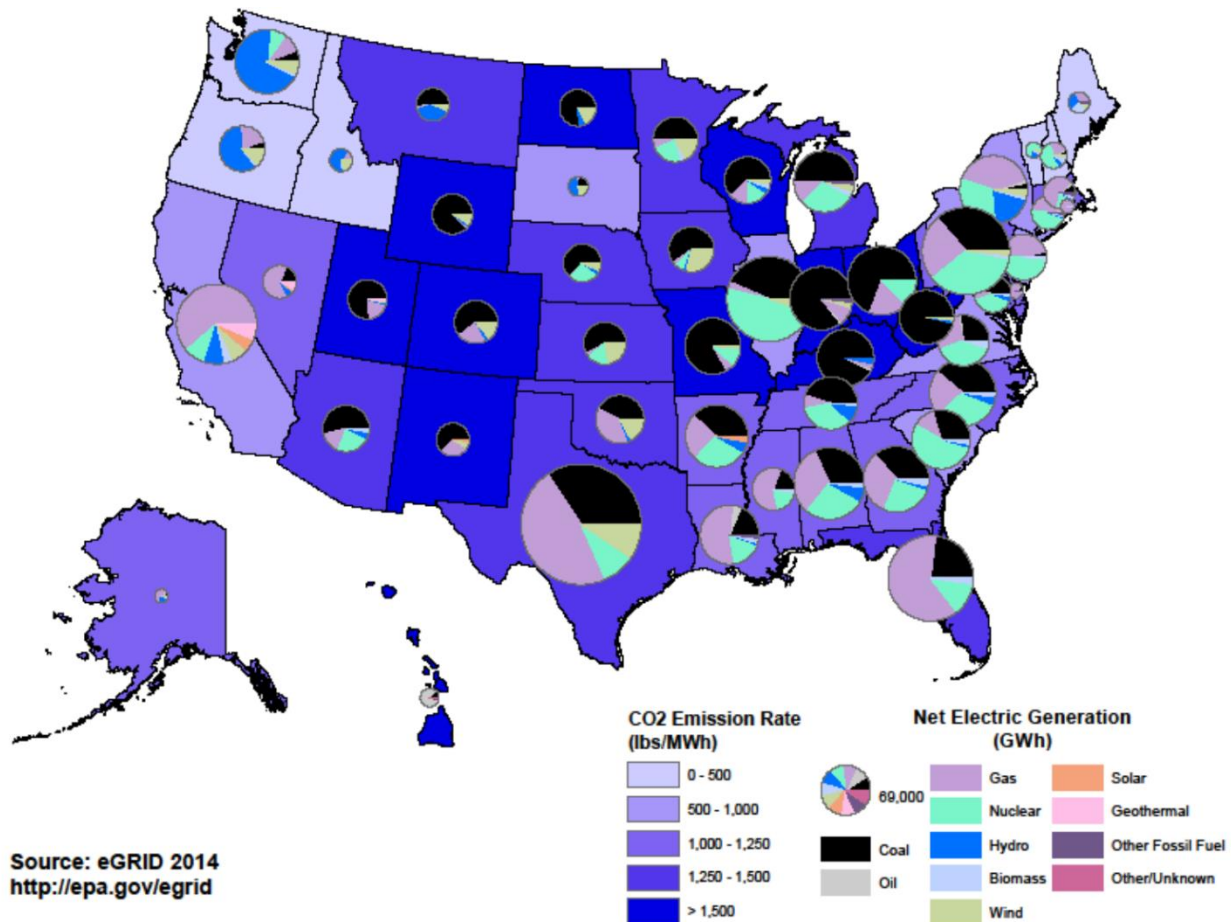 CO2 Emission Rate
(lbs/MWh)
0 - 500
500 - 1,000
1,000 - 1,250
1,250 - 1,500
> 1,500
Net Electric Generation
(GWh)
69,000
Coal
Oil
Gas
Nuclear
Hydro
Biomass
Wind
Solar
Geothermal
Other Fossil Fuel
Other/Unknown
Source: eGRID 2014
http://epa.gov/egrid